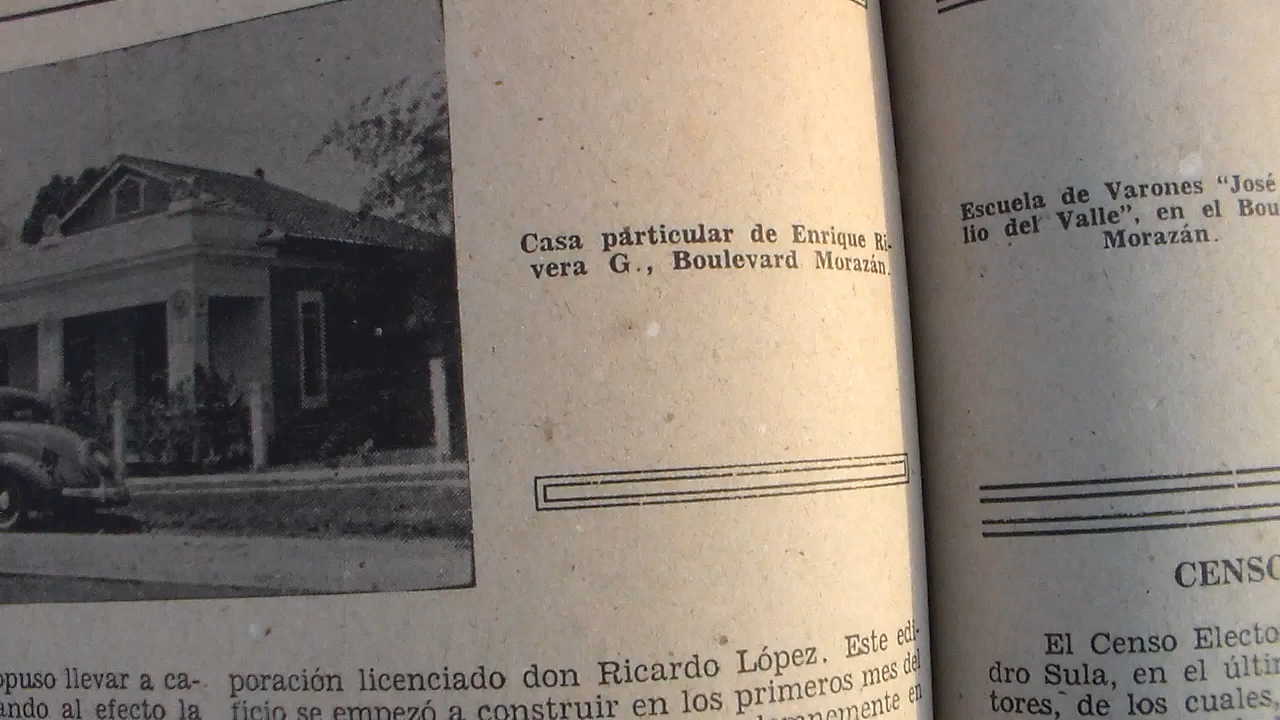 Casa particular de Enrique Ri-
vera G., Boulevard Morazán.
opuso llevar a ca-
ando al efecto la
poración licenciado don Ricardo López. Este edi-
ficio se empezó a construir en los primeros mes del
en
Escuela de Varones "José
lio del Valle", en el Bou
Morazán.
CENSO
El Censo Electo
dro Sula, en el últi
tores, de los cuales,